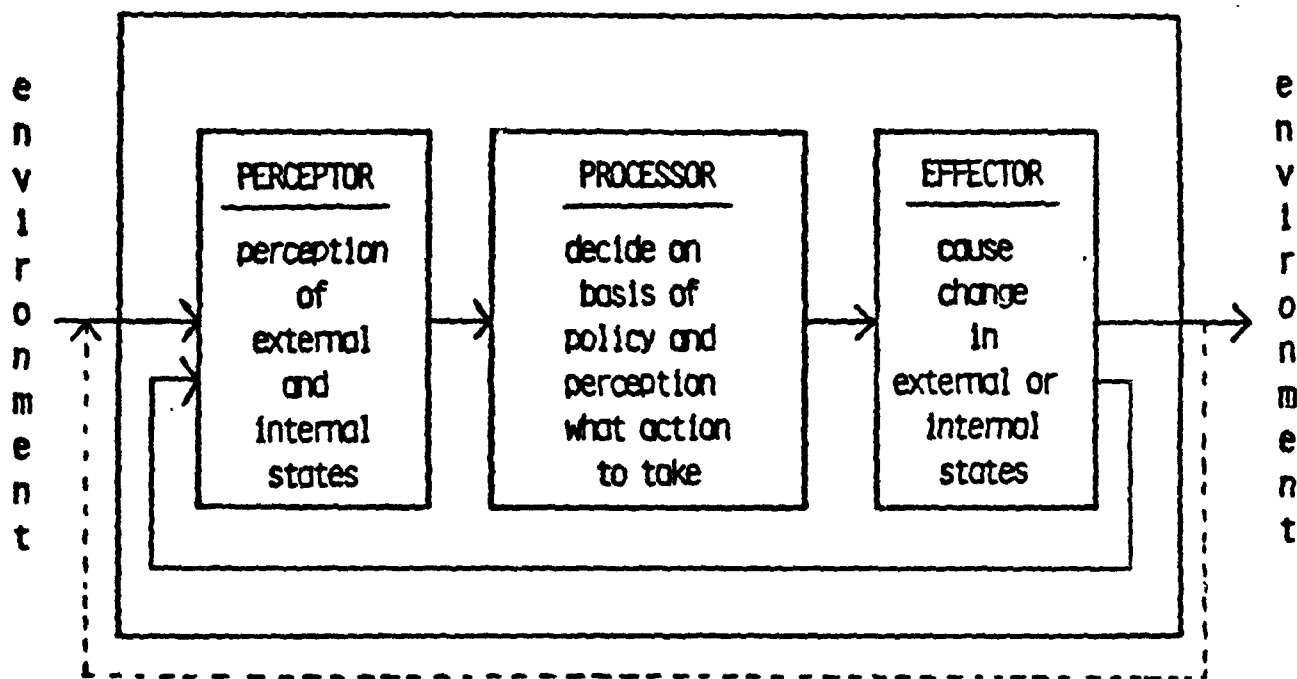 environment
PERCEPTOR
perception
of
external
and
internal
states
PROCESSOR
decide on
basis of
policy and
perception
what action
to take
EFFECTOR
cause
change
in
external or
internal
states
environment